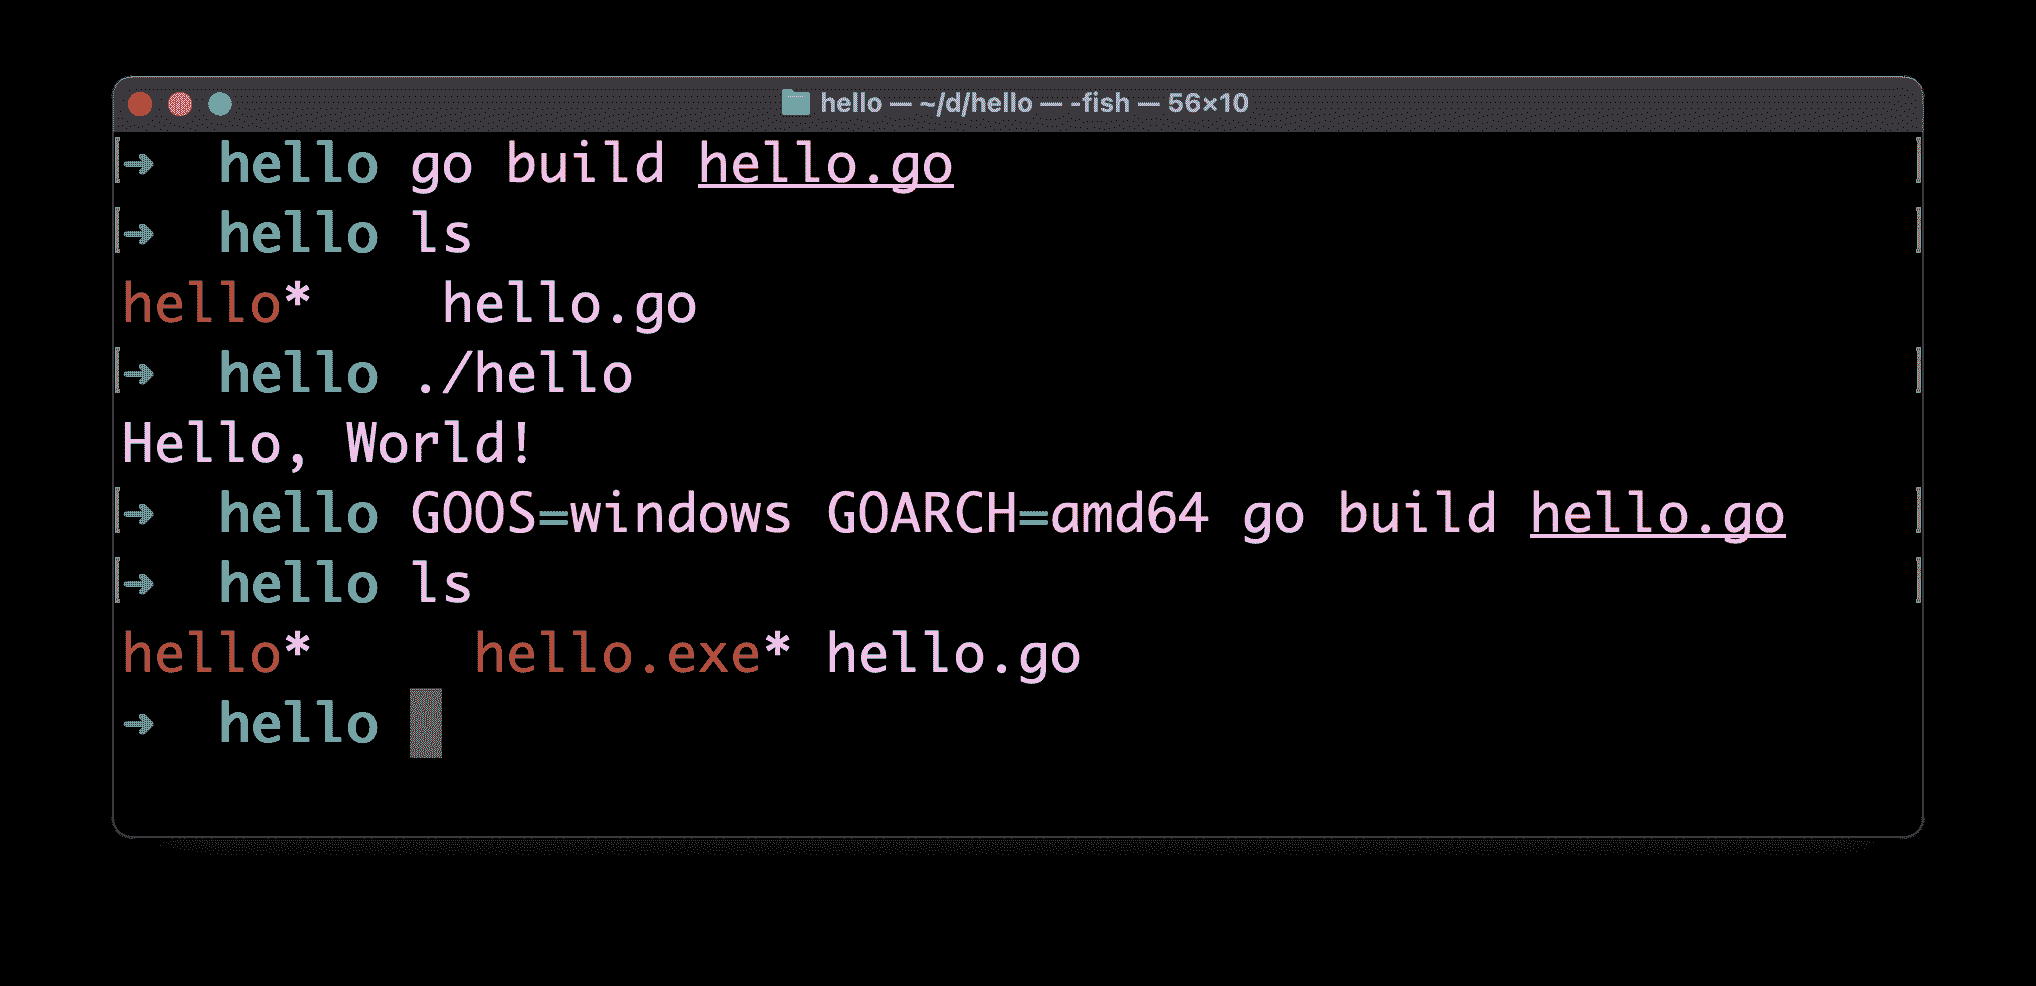 hello — ~/d/hello — -fish — 56×10
➜  hello go build hello.go
➜  hello ls
hello*    hello.go
➜  hello ./hello
Hello, World!
➜  hello GOOS=windows GOARCH=amd64 go build hello.go
➜  hello ls
hello*     hello.exe* hello.go
➜  hello